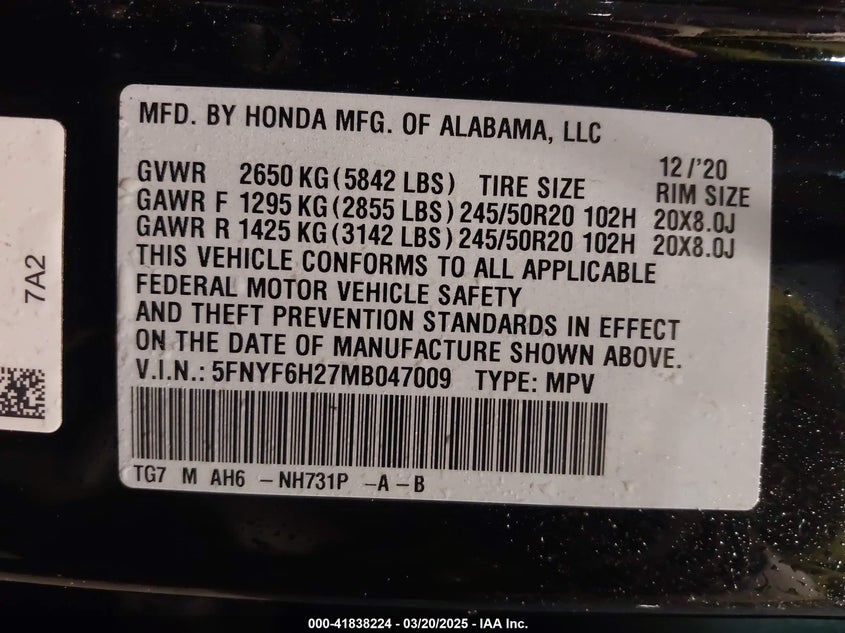 MFD. BY HONDA MFG. OF ALABAMA, LLC
12/'20
GVWR 2650 KG (5842 LBS) TIRE SIZE RIM SIZE
GAWR F 1295 KG (2855 LBS) 245/50R20 102H 20X8.0J
GAWR R 1425 KG (3142 LBS) 245/50R20 102H 20X8.0J
THIS VEHICLE CONFORMS TO ALL APPLICABLE
FEDERAL MOTOR VEHICLE SAFETY
AND THEFT PREVENTION STANDARDS IN EFFECT
ON THE DATE OF MANUFACTURE SHOWN ABOVE.
V.I.N.: 5FNYF6H27MB047009 TYPE: MPV
TG7 M AH6 -NH731P -A -B
7A2
000-41838224 - 03/20/2025 - IAA Inc.